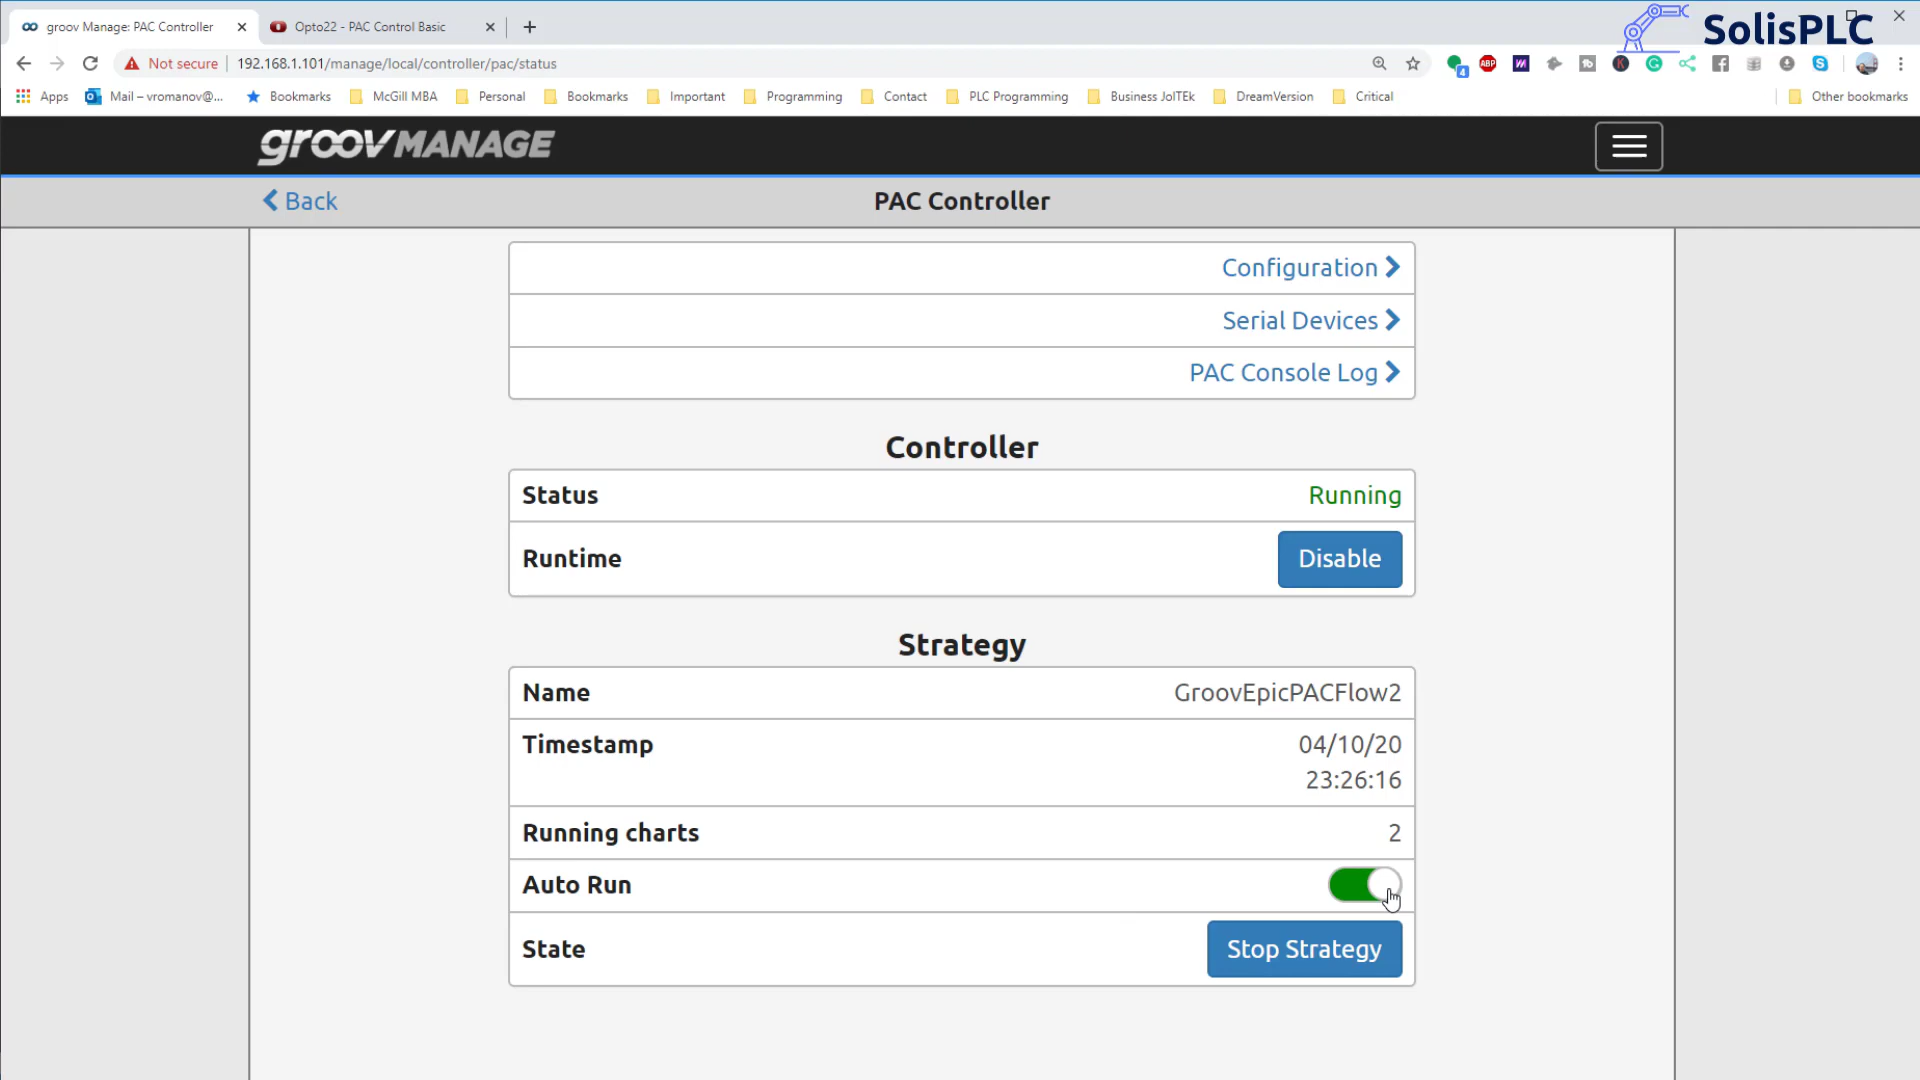 groov Manage: PAC Controller
Opto22 - PAC Control Basic
SolisPLC
Not secure
192.168.1.101/manage/local/controller/pac/status
4
ABP
Apps
Mail – vromanov@...
Bookmarks
McGill MBA
Personal
Bookmarks
Important
Programming
Contact
PLC Programming
Business JolTEk
DreamVersion
Critical
Other bookmarks
groovMANAGE
Back
PAC Controller
Configuration
Serial Devices
PAC Console Log
Controller
Status Running
Runtime Disable
Strategy
Name GroovEpicPACFlow2
Timestamp 04/10/20
23:26:16
Running charts 2
Auto Run
State Stop Strategy